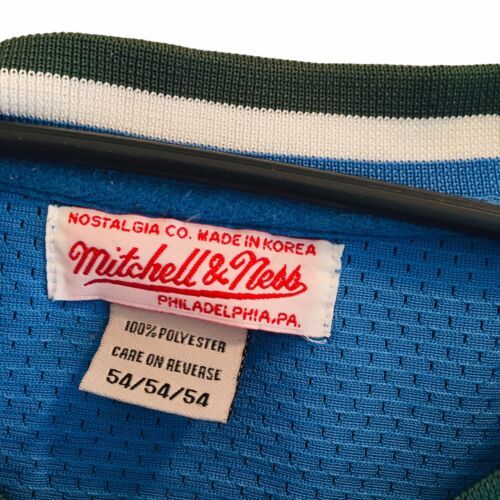 NOSTALGIA CO. MADE IN KOREA
Mitchell & Ness
PHILADELPHIA, PA.
100% POLYESTER
CARE ON REVERSE
54/54/54